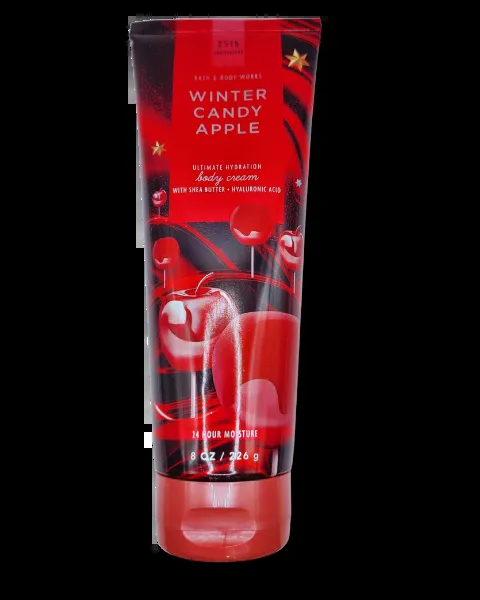 BATH & BODY WORKS
WINTER
CANDY
APPLE
ULTIMATE HYDRATION
body cream
WITH SHEA BUTTER + HYALURONIC ACID
24 HOUR MOISTURE
8 OZ / 226 g